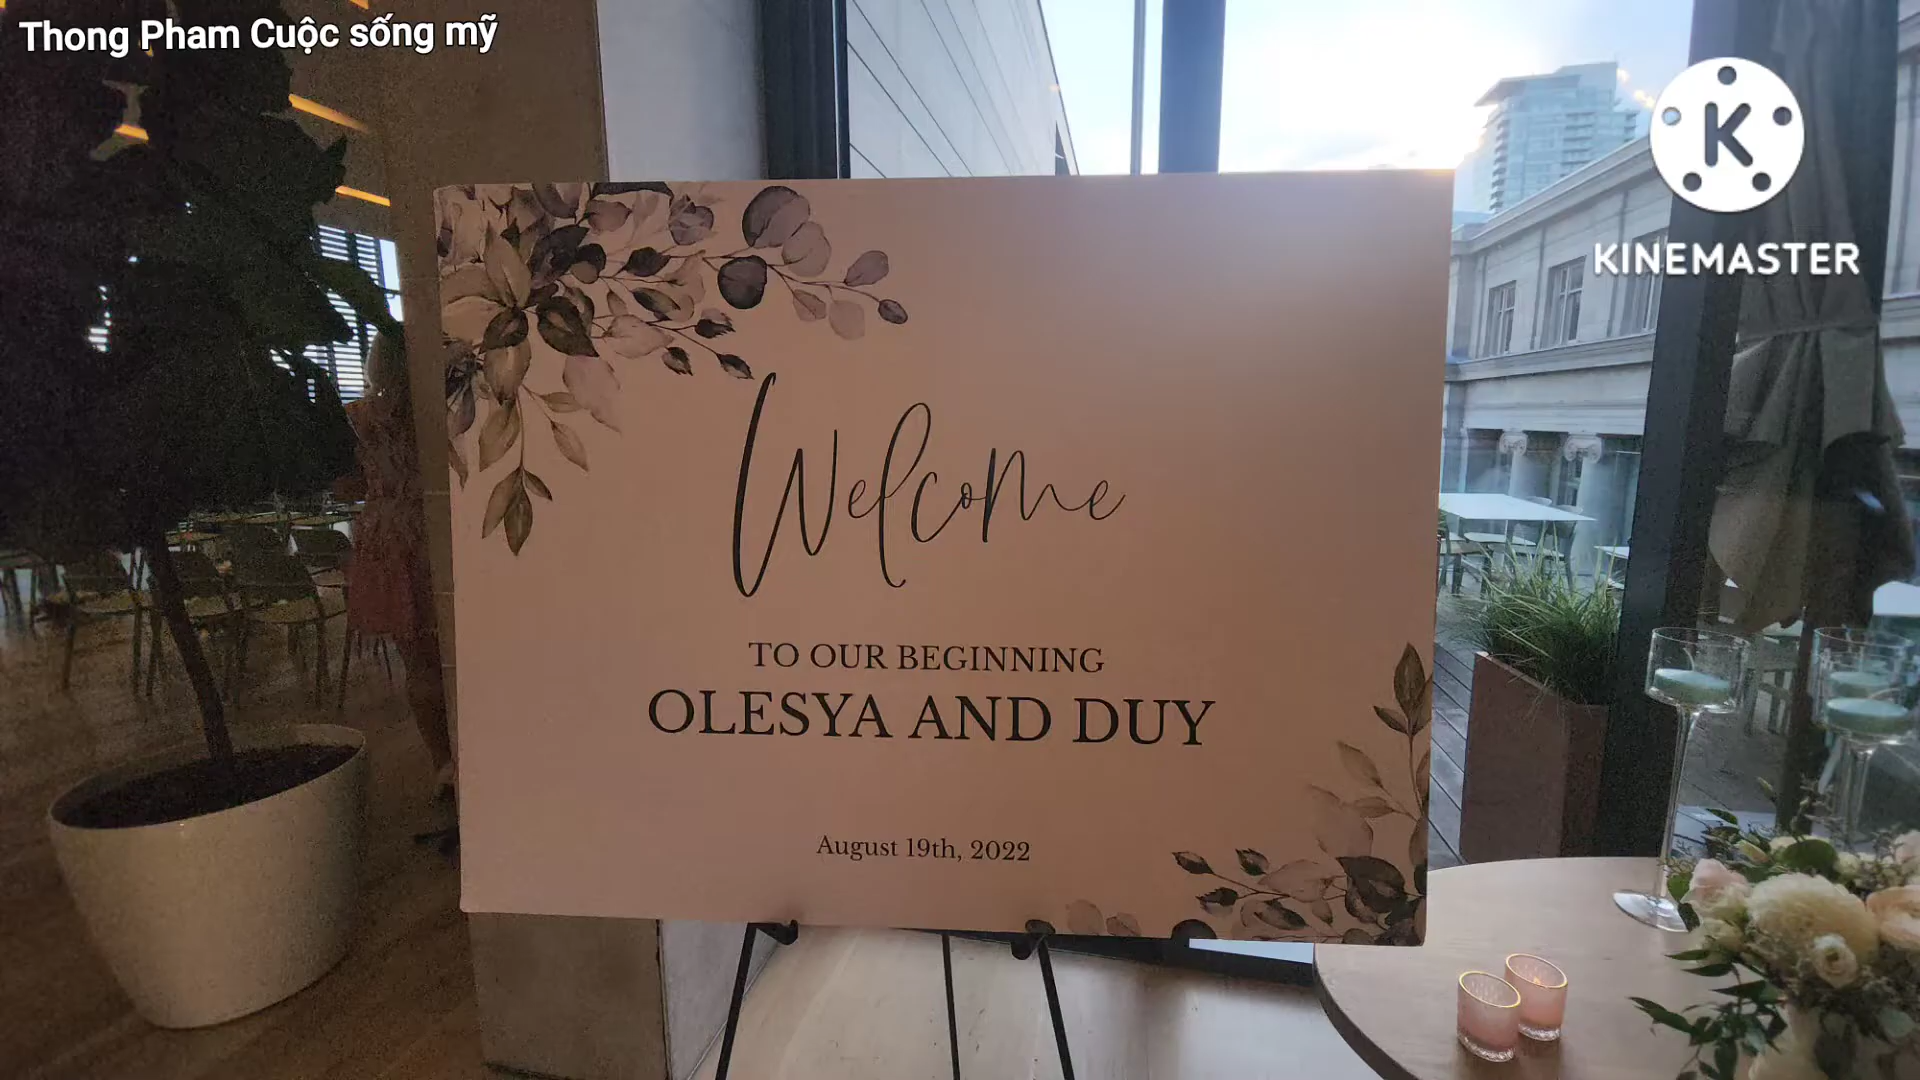 Thong Pham Cuộc sống mỹ
K
KINEMASTER
Welcome
TO OUR BEGINNING
OLESYA AND DUY
August 19th, 2022